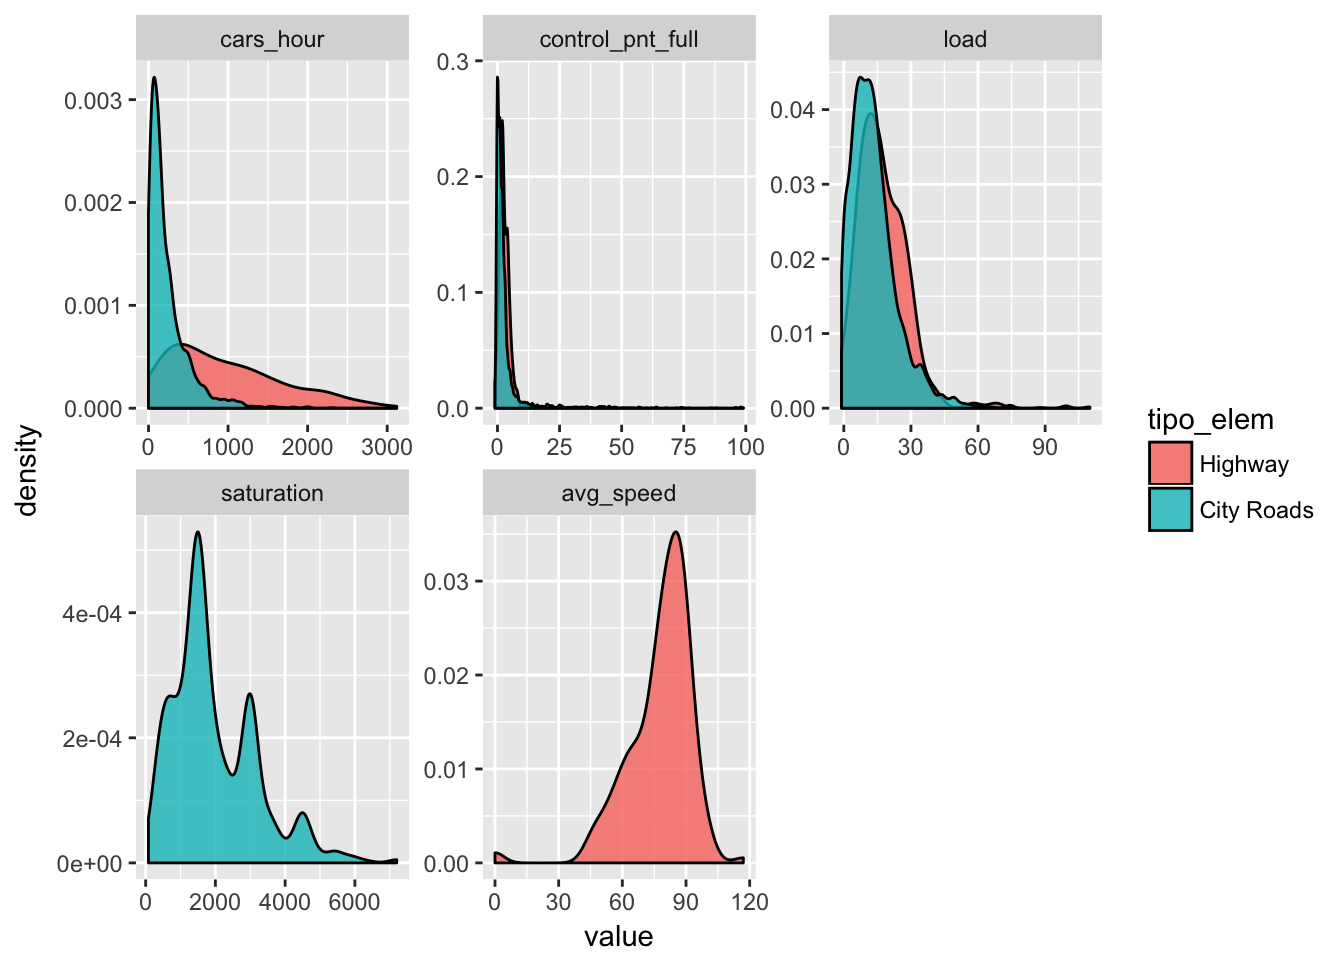 cars_hour
control_pnt_full
load
0.003
0.002
0.001
0.000
0 1000 2000 3000
0.3
0.2
0.1
0.0
0 25 50 75 100
0.04
0.03
0.02
0.01
0.00
0 30 60 90
saturation
avg_speed
4e-04
2e-04
0e+00
0 2000 4000 6000
0.03
0.02
0.01
0.00
0 30 60 90 120
density
value
tipo_elem
Highway
City Roads